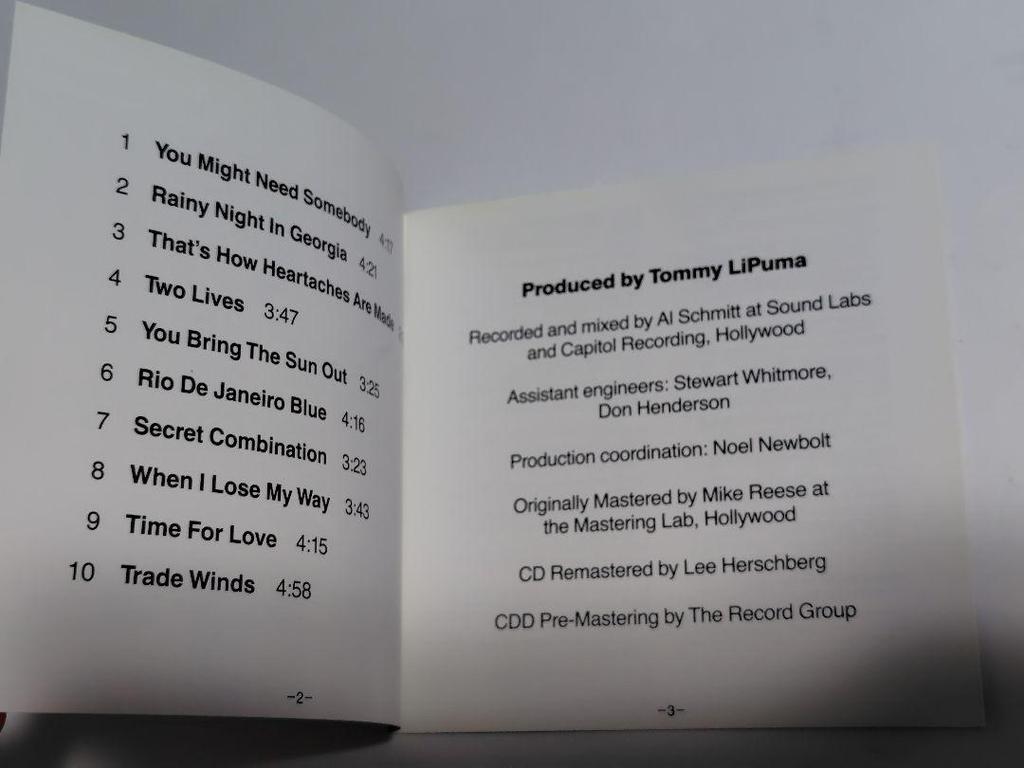 1 You Might Need Somebody 4:17
2 Rainy Night In Georgia 4:21
3 That's How Heartaches Are Made
4 Two Lives 3:47
5 You Bring The Sun Out 3:25
6 Rio De Janeiro Blue 4:16
7 Secret Combination 3:23
8 When I Lose My Way 3:43
9 Time For Love 4:15
10 Trade Winds 4:58
–2–
Produced by Tommy LiPuma
Recorded and mixed by Al Schmitt at Sound Labs
and Capitol Recording, Hollywood
Assistant engineers: Stewart Whitmore,
Don Henderson
Production coordination: Noel Newbolt
Originally Mastered by Mike Reese at
the Mastering Lab, Hollywood
CD Remastered by Lee Herschberg
CDD Pre-Mastering by The Record Group
–3–